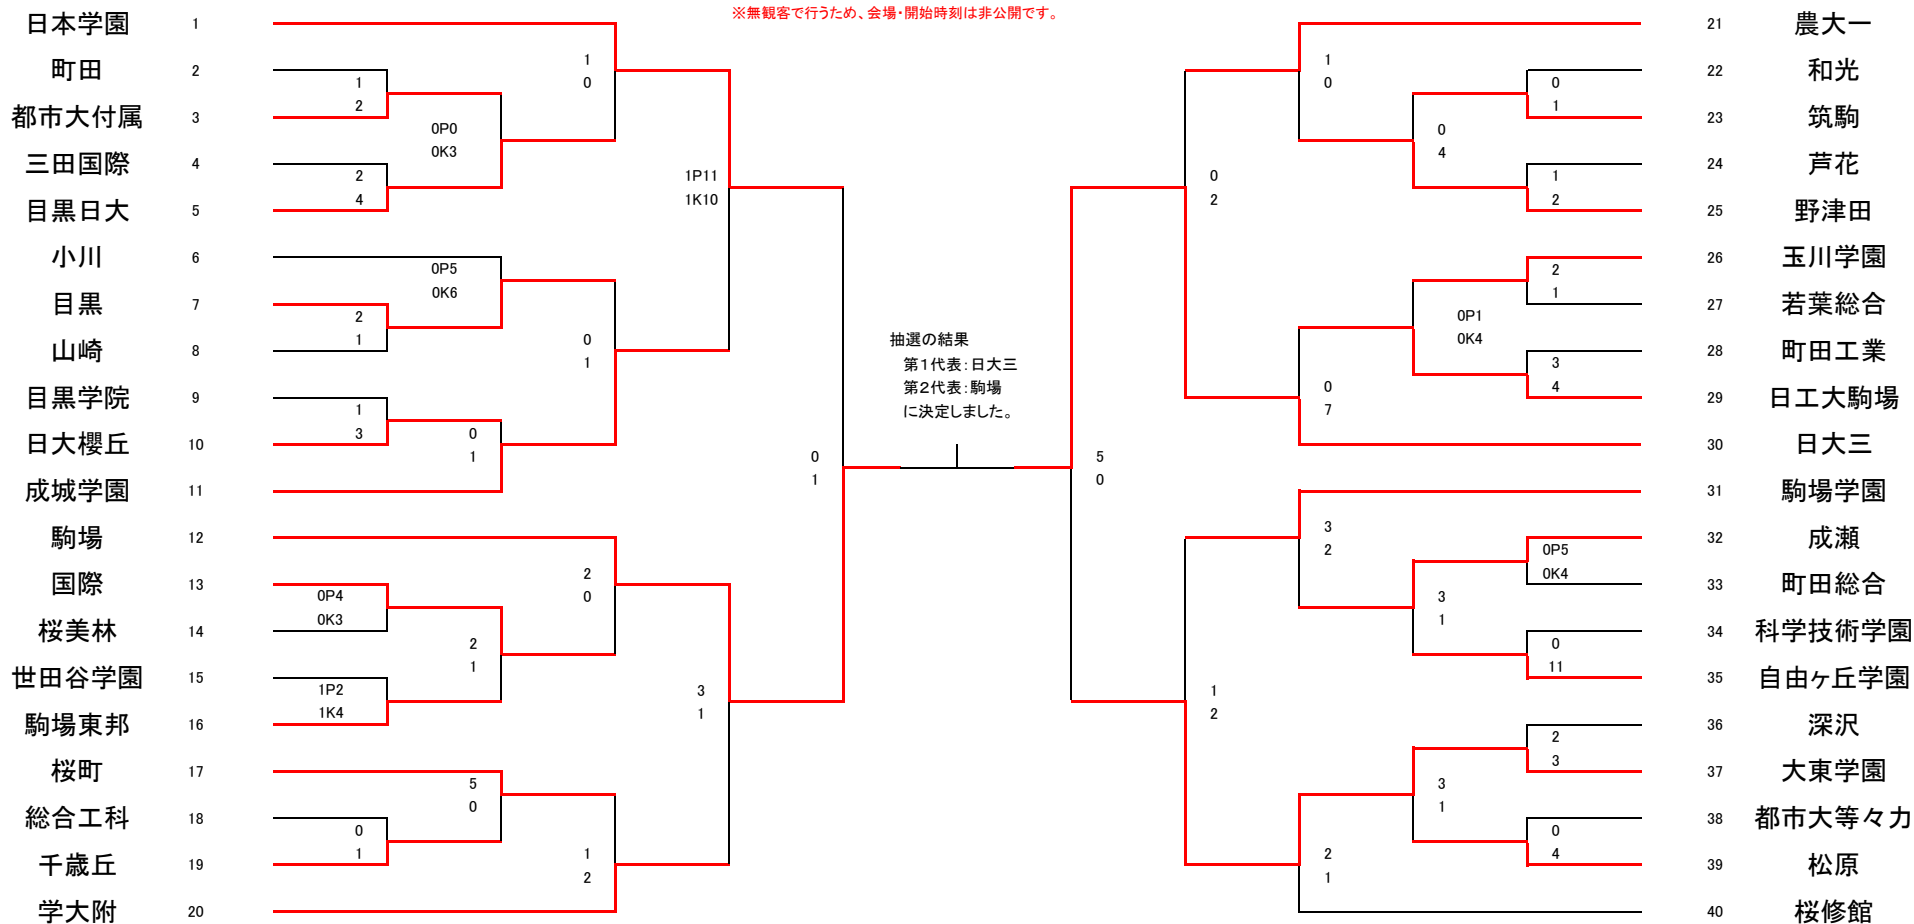 ※無観客で行うため、会場・開始時刻は非公開です。
日本学園 1
町田 2
都市大付属 3
三田国際 4
目黒日大 5
小川 6
目黒 7
山崎 8
目黒学院 9
日大櫻丘 10
成城学園 11
駒場 12
国際 13
桜美林 14
世田谷学園 15
駒場東邦 16
桜町 17
総合工科 18
千歳丘 19
学大附 20
1
2
2
4
2
1
1
3
0P4
0K3
1P2
1K4
0
1
0P0
0K3
0P5
0K6
0
1
2
1
5
0
1
0
0
1
2
0
1
2
1P11
1K10
3
1
0
1
抽選の結果
第1代表：日大三
第2代表：駒場
に決定しました。
5
0
0
2
1
2
1
0
0
7
3
2
2
1
0
4
0P1
0K4
3
1
3
1
0
1
1
2
2
1
3
4
0P5
0K4
0
11
2
3
0
4
21 農大一
22 和光
23 筑駒
24 芦花
25 野津田
26 玉川学園
27 若葉総合
28 町田工業
29 日工大駒場
30 日大三
31 駒場学園
32 成瀬
33 町田総合
34 科学技術学園
35 自由ヶ丘学園
36 深沢
37 大東学園
38 都市大等々力
39 松原
40 桜修館